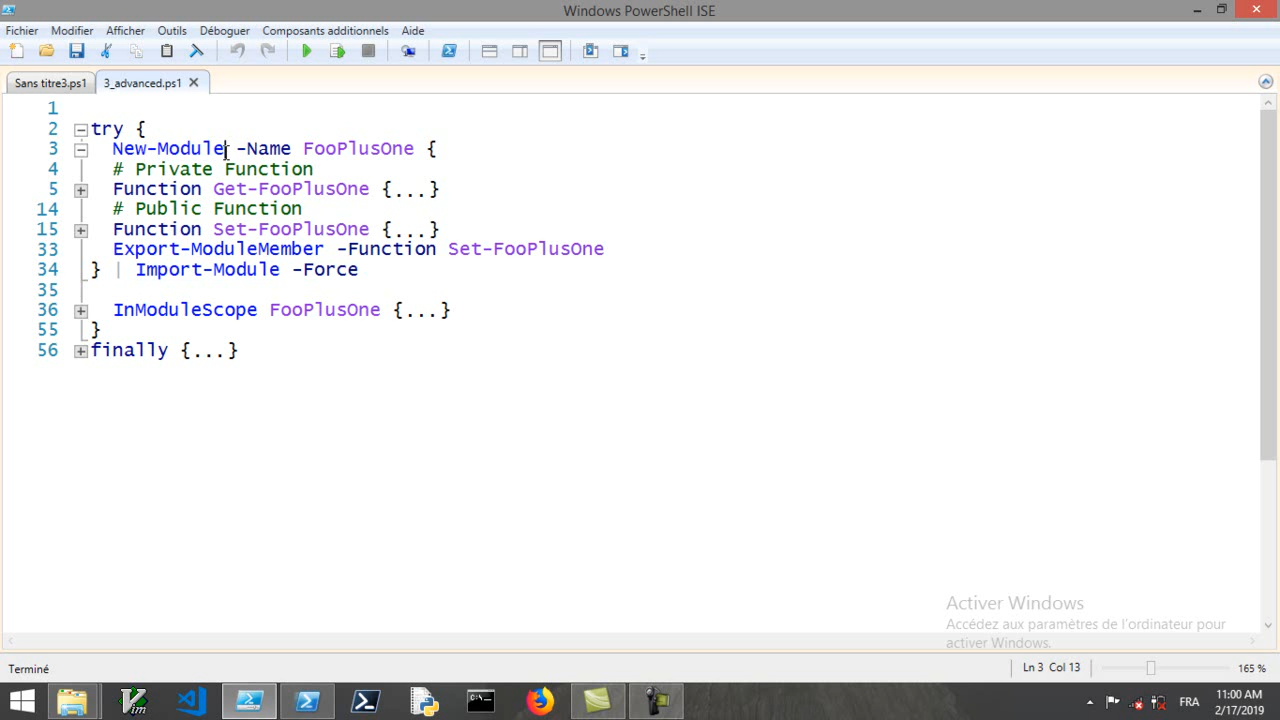 Windows PowerShell ISE
Fichier Modifier Afficher Outils Déboguer Composants additionnels Aide
Sans titre3.ps1 3_advanced.ps1
1
2 try {
3 New-Module -Name FooPlusOne {
4 # Private Function
5 Function Get-FooPlusOne {...}
14 # Public Function
15 Function Set-FooPlusOne {...}
33 Export-ModuleMember -Function Set-FooPlusOne
34 } | Import-Module -Force
35
36 InModuleScope FooPlusOne {...}
55 }
56 finally {...}
Activer Windows
Accédez aux paramètres de l'ordinateur pour
activer Windows.
Terminé Ln 3 Col 13 165 %
FRA 11:00 AM
2/17/2019